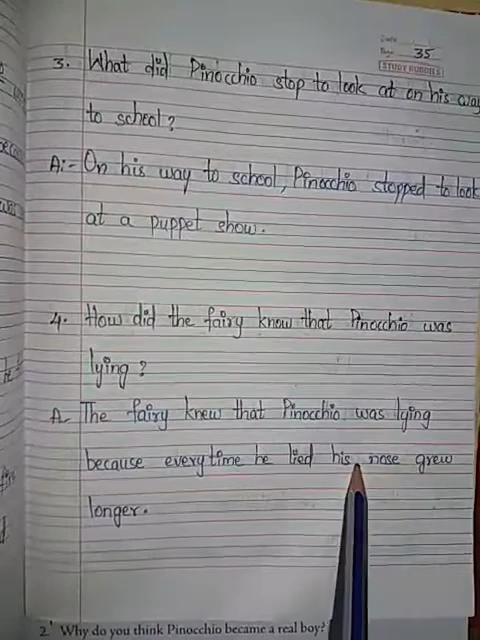 Date
Page 35
STUDY BUDDIES
3. What did Pinocchio stop to look at on his way
to school?
A:- On his way to school, Pinocchio stopped to look
at a puppet show.
4. How did the fairy know that Pinocchio was
lying?
A The fairy knew that Pinocchio was lying
because everytime he lied his nose grew
longer.
2. Why do you think Pinocchio became a real boy?